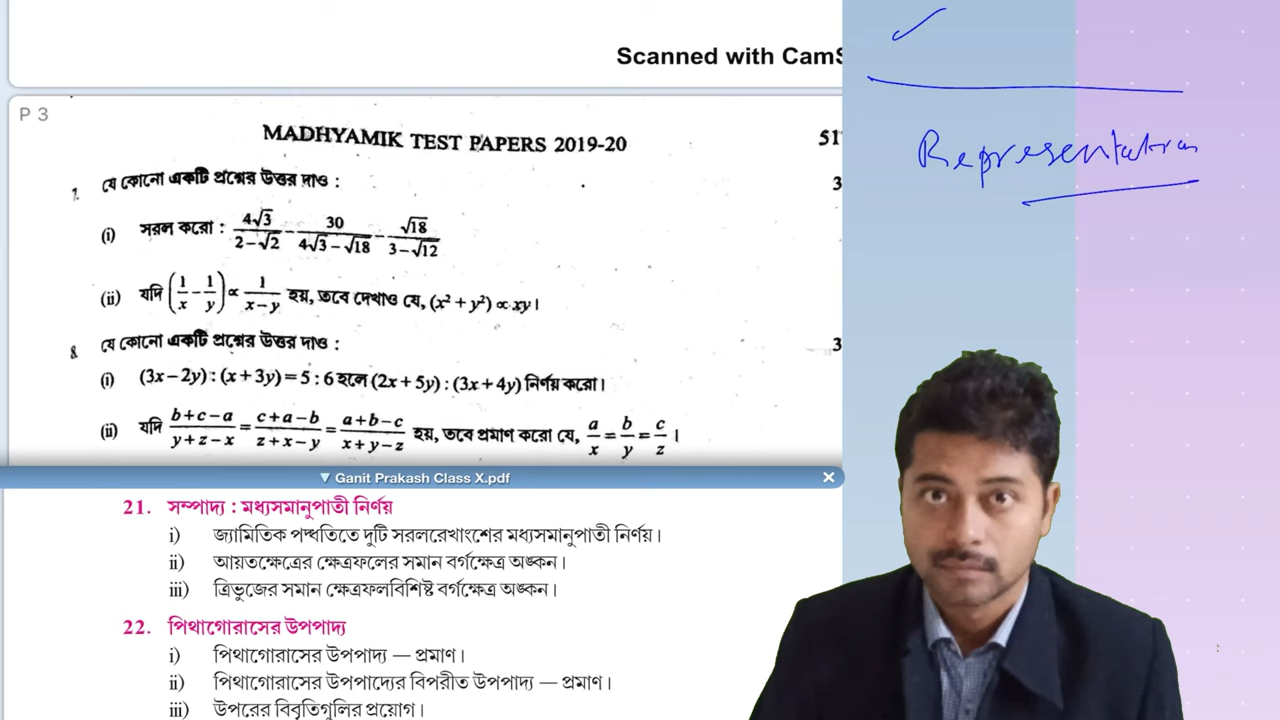 Scanned with CamS
P 3
MADHYAMIK TEST PAPERS 2019-20
51
7. যে কোনো একটি প্রশ্নের উত্তর দাও :
3
(i) সরল করো : 4√3/(2−√2) − 30/(4√3−√18) − √18/(3−√12)
(ii) যদি (1/x − 1/y) ∝ 1/(x−y) হয়, তবে দেখাও যে, (x² + y²) ∝ xy।
8. যে কোনো একটি প্রশ্নের উত্তর দাও :
3
(i) (3x−2y) : (x+3y) = 5 : 6 হলে (2x+5y) : (3x+4y) নির্ণয় করো।
(ii) যদি (b+c−a)/(y+z−x) = (c+a−b)/(z+x−y) = (a+b−c)/(x+y−z) হয়, তবে প্রমাণ করো যে, a/x = b/y = c/z ।
▼ Ganit Prakash Class X.pdf ×
21. সম্পাদ্য : মধ্যসমানুপাতী নির্ণয়
i) জ্যামিতিক পদ্ধতিতে দুটি সরলরেখাংশের মধ্যসমানুপাতী নির্ণয়।
ii) আয়তক্ষেত্রের ক্ষেত্রফলের সমান বর্গক্ষেত্র অঙ্কন।
iii) ত্রিভুজের সমান ক্ষেত্রফলবিশিষ্ট বর্গক্ষেত্র অঙ্কন।
22. পিথাগোরাসের উপপাদ্য
i) পিথাগোরাসের উপপাদ্য — প্রমাণ।
ii) পিথাগোরাসের উপপাদ্যের বিপরীত উপপাদ্য — প্রমাণ।
iii) উপরের বিবৃতিগুলির প্রয়োগ।
Representation